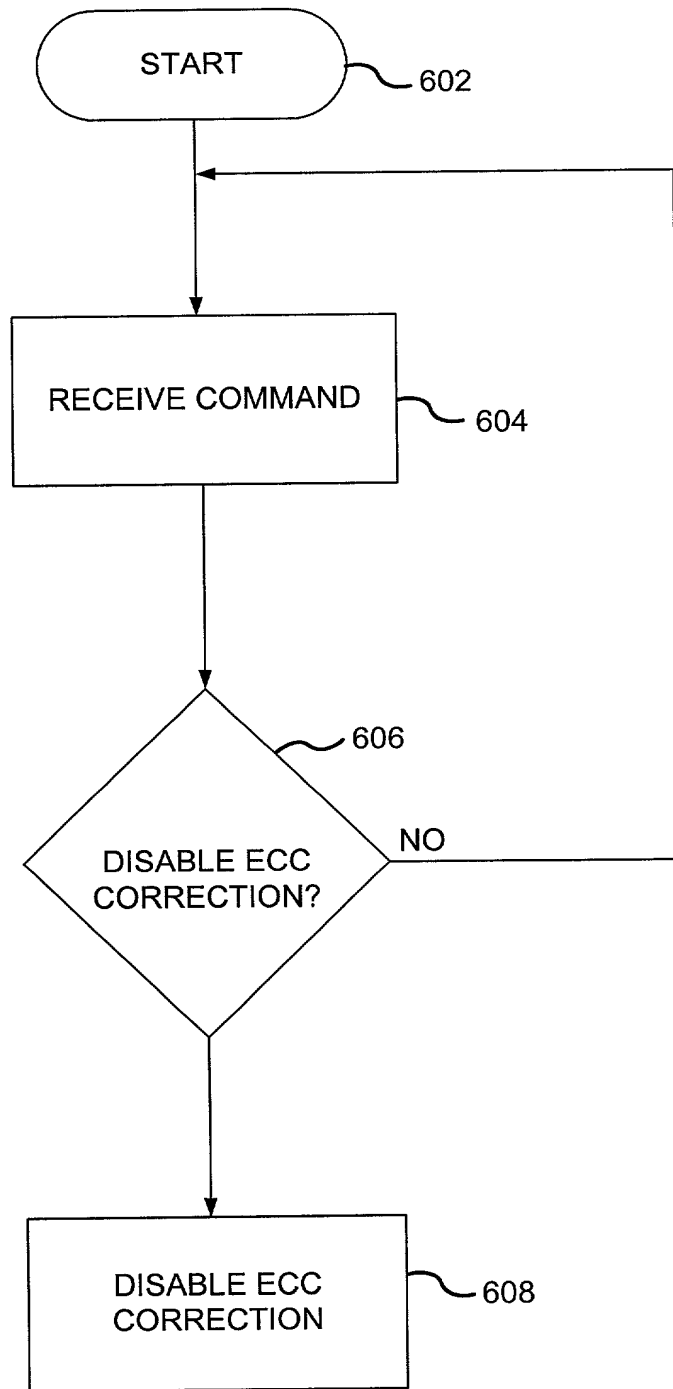 START
602
RECEIVE COMMAND
604
606
NO
DISABLE ECC
CORRECTION?
DISABLE ECC
CORRECTION
608